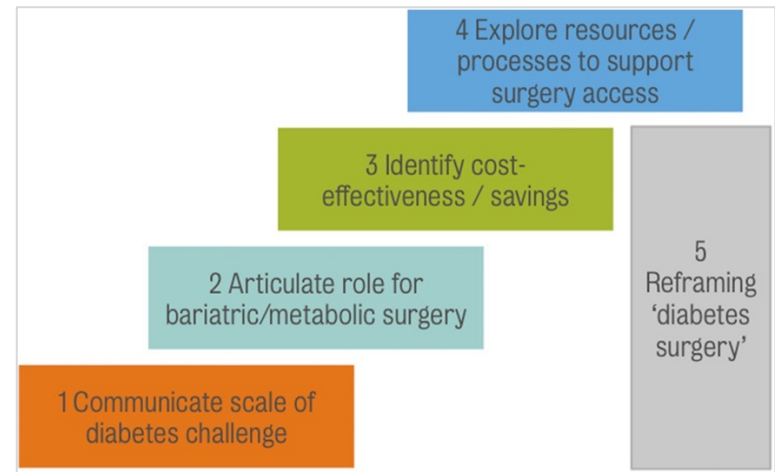 4 Explore resources /
processes to support
surgery access
3 Identify cost-
effectiveness / savings
2 Articulate role for
bariatric/metabolic surgery
1 Communicate scale of
diabetes challenge
5
Reframing
‘diabetes
surgery’